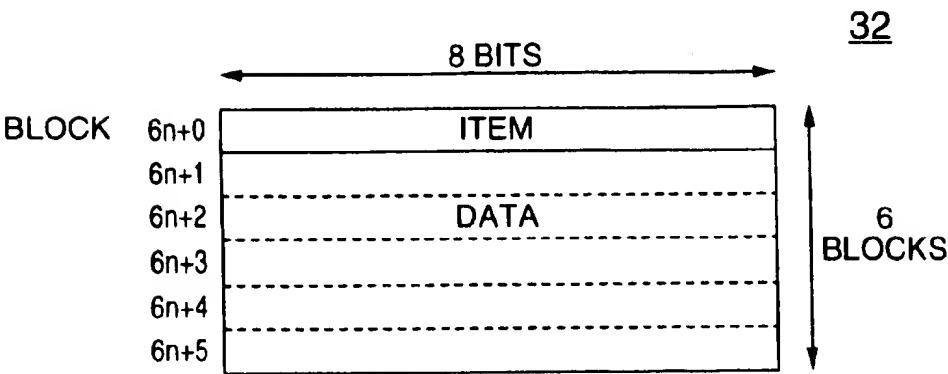 32
8 BITS
BLOCK 6n+0 ITEM
6n+1
6n+2 DATA
6n+3
6n+4
6n+5
6
BLOCKS